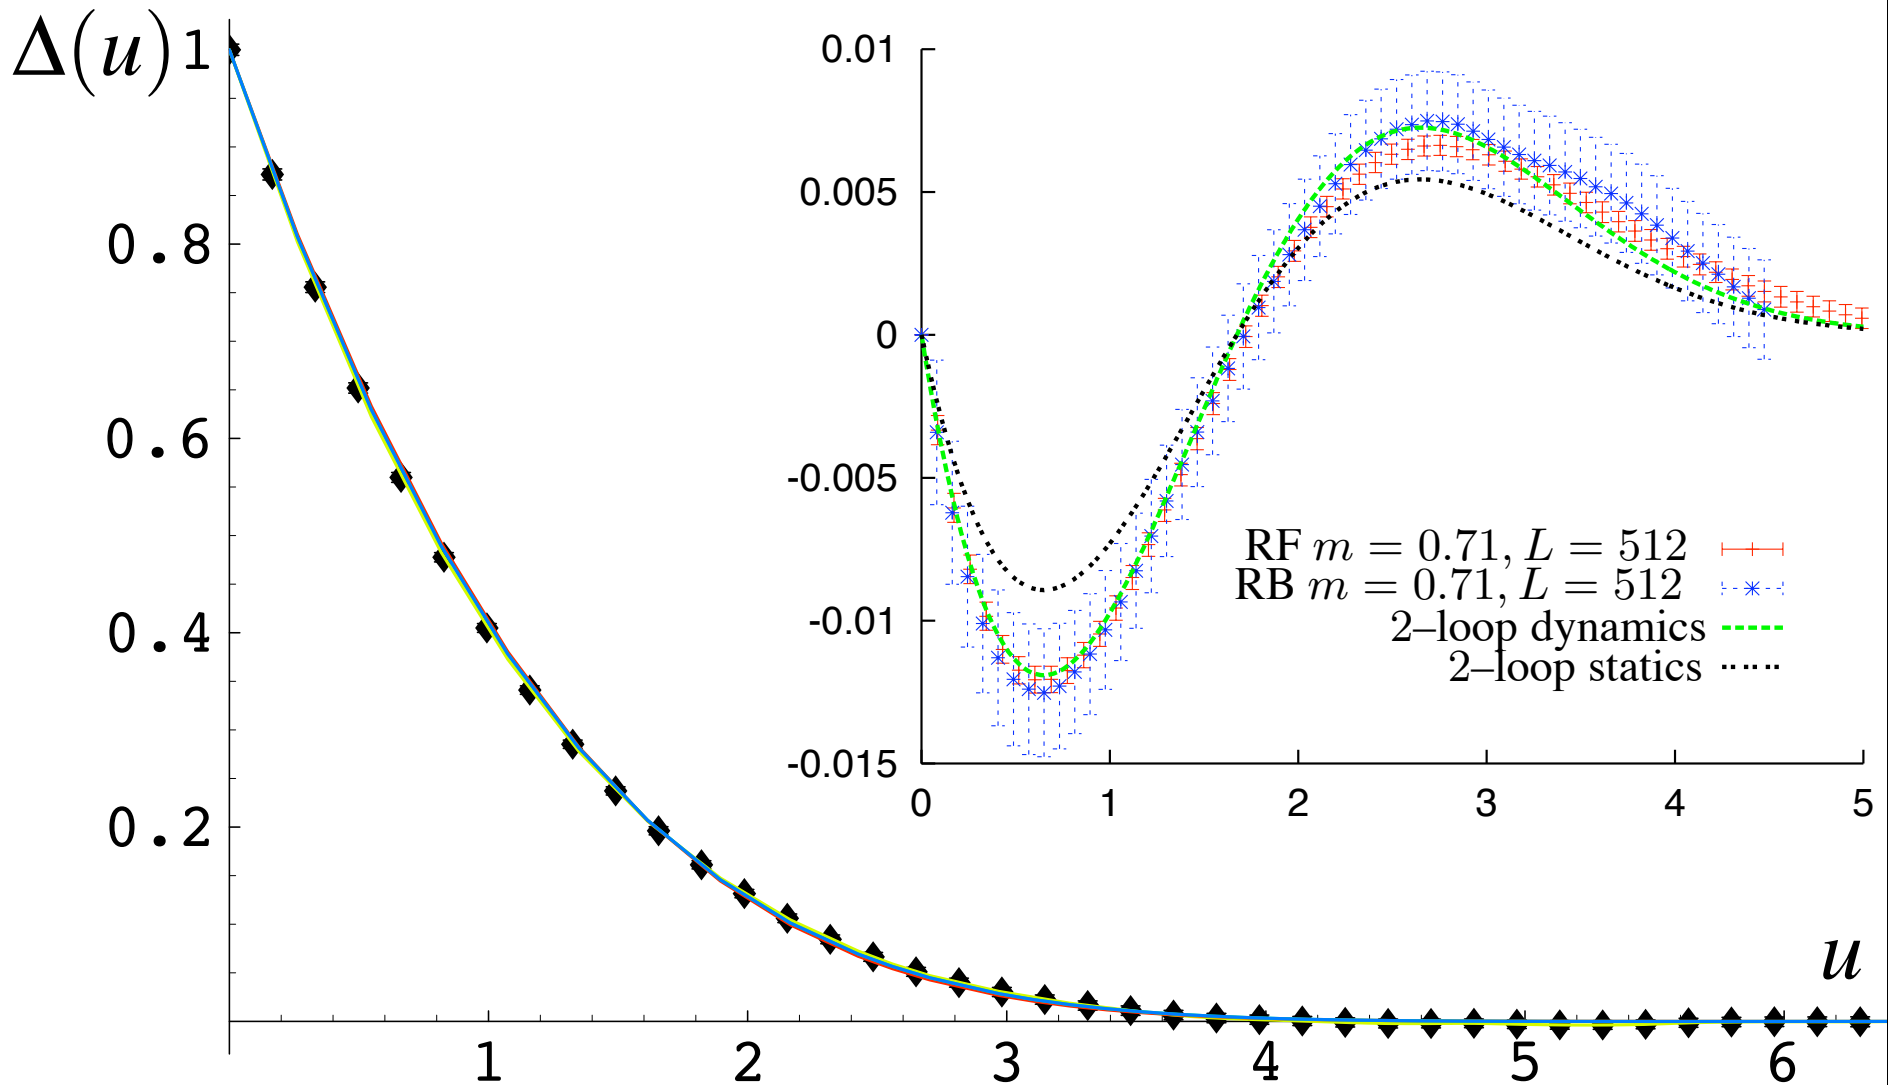 Δ(u)
1
0.8
0.6
0.4
0.2
1 2 3 4 5 6
u
0.01
0.005
0
-0.005
-0.01
-0.015
0 1 2 3 4 5
RF m = 0.71, L = 512
RB m = 0.71, L = 512
2–loop dynamics
2–loop statics